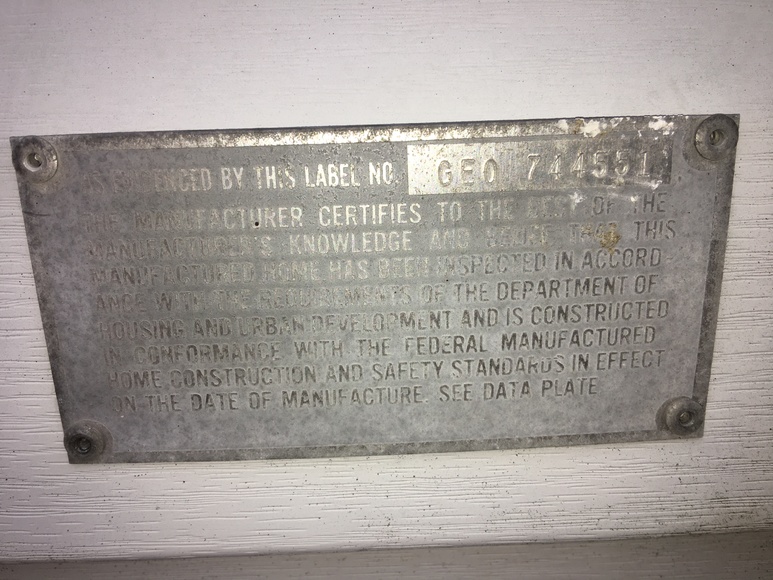 AS EVIDENCED BY THIS LABEL NO. GEO 744551
THE MANUFACTURER CERTIFIES TO THE BEST OF THE
MANUFACTURER'S KNOWLEDGE AND BELIEF THAT THIS
MANUFACTURED HOME HAS BEEN INSPECTED IN ACCORD-
ANCE WITH THE REQUIREMENTS OF THE DEPARTMENT OF
HOUSING AND URBAN DEVELOPMENT AND IS CONSTRUCTED
IN CONFORMANCE WITH THE FEDERAL MANUFACTURED
HOME CONSTRUCTION AND SAFETY STANDARDS IN EFFECT
ON THE DATE OF MANUFACTURE. SEE DATA PLATE